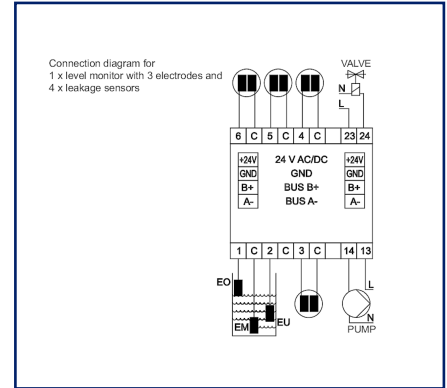 Connection diagram for
1 x level monitor with 3 electrodes and
4 x leakage sensors
VALVE
N
L
6 C 5 C 4 C 23 24
+24V 24 V AC/DC +24V
GND GND GND
B+ BUS B+ B+
A- BUS A- A-
1 C 2 C 3 C 14 13
EO
L
EM
EU
N
PUMP